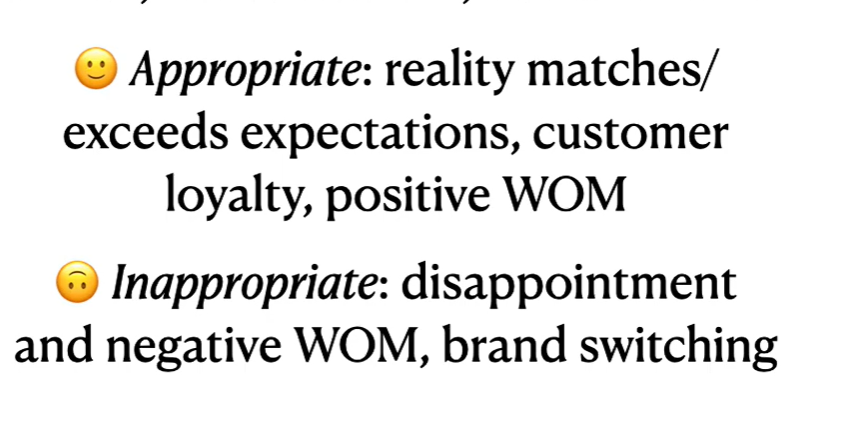 🙂 Appropriate: reality matches/
exceeds expectations, customer
loyalty, positive WOM
🙃 Inappropriate: disappointment
and negative WOM, brand switching